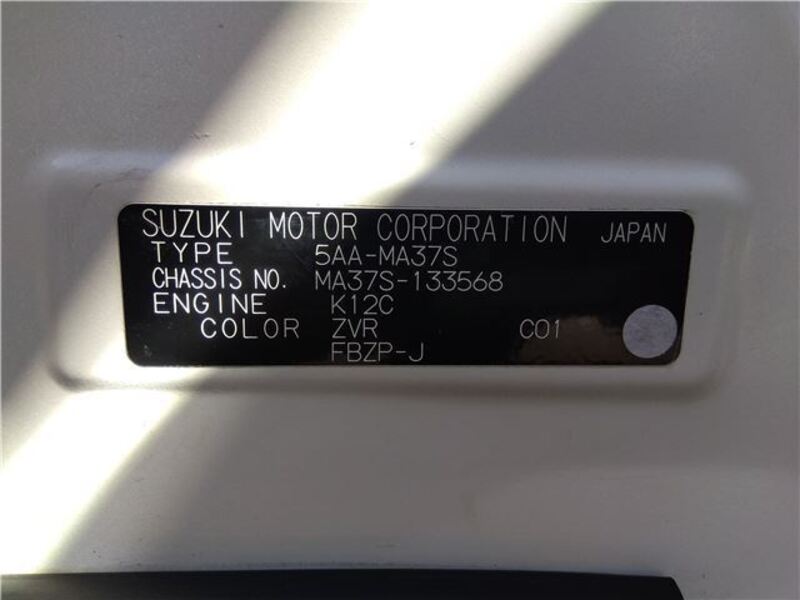 SUZUKI MOTOR CORPORATION JAPAN
TYPE 5AA-MA37S
CHASSIS NO. MA37S-133568
ENGINE K12C
COLOR ZVR C01
FBZP-J